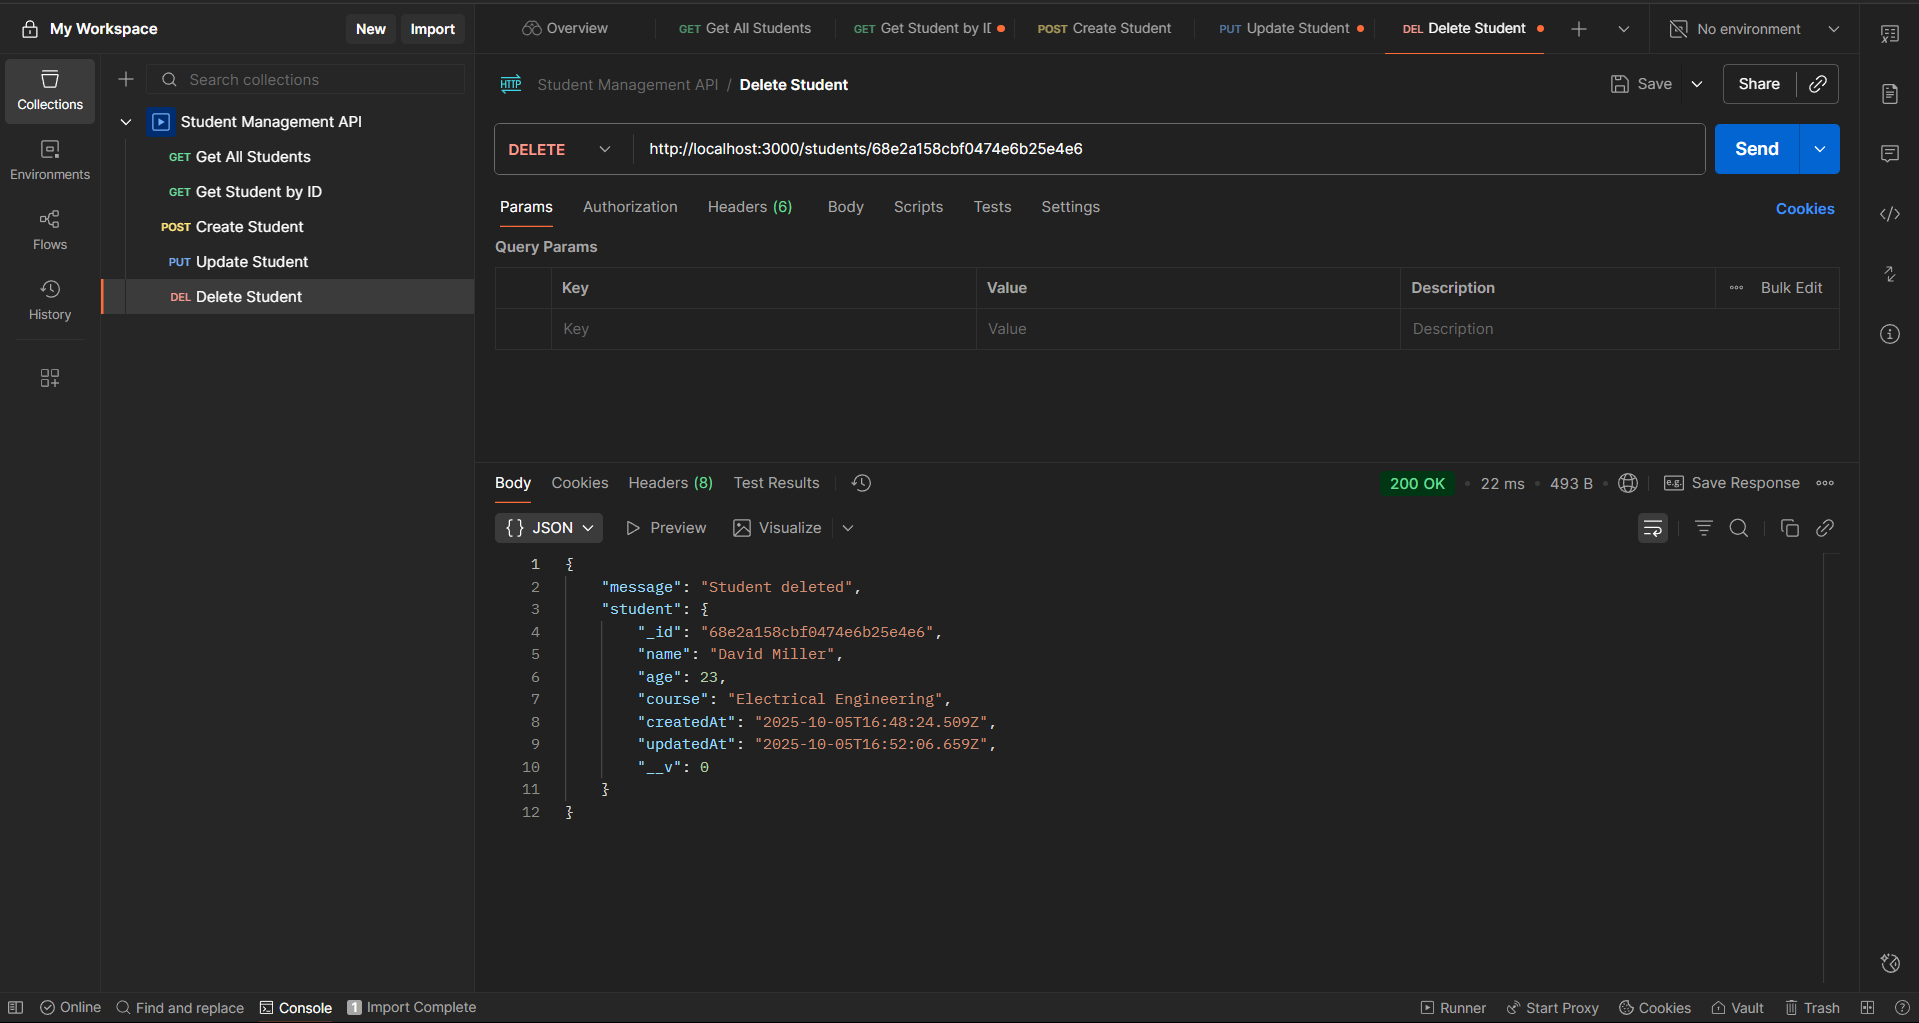 My Workspace
New
Import
Overview
GET Get All Students
GET Get Student by ID
POST Create Student
PUT Update Student
DEL Delete Student
No environment
Collections
Environments
Flows
History
Search collections
Student Management API
GET Get All Students
GET Get Student by ID
POST Create Student
PUT Update Student
DEL Delete Student
HTTP Student Management API / Delete Student
Save
Share
DELETE
http://localhost:3000/students/68e2a158cbf0474e6b25e4e6
Send
Params Authorization Headers (6) Body Scripts Tests Settings
Cookies
Query Params
Key Value Description ••• Bulk Edit
Key Value Description
Body Cookies Headers (8) Test Results
200 OK • 22 ms • 493 B • e.g. Save Response
{} JSON Preview Visualize
1 {
2 "message": "Student deleted",
3 "student": {
4 "_id": "68e2a158cbf0474e6b25e4e6",
5 "name": "David Miller",
6 "age": 23,
7 "course": "Electrical Engineering",
8 "createdAt": "2025-10-05T16:48:24.509Z",
9 "updatedAt": "2025-10-05T16:52:06.659Z",
10 "__v": 0
11 }
12 }
Online Find and replace Console 1 Import Complete
Runner Start Proxy Cookies Vault Trash